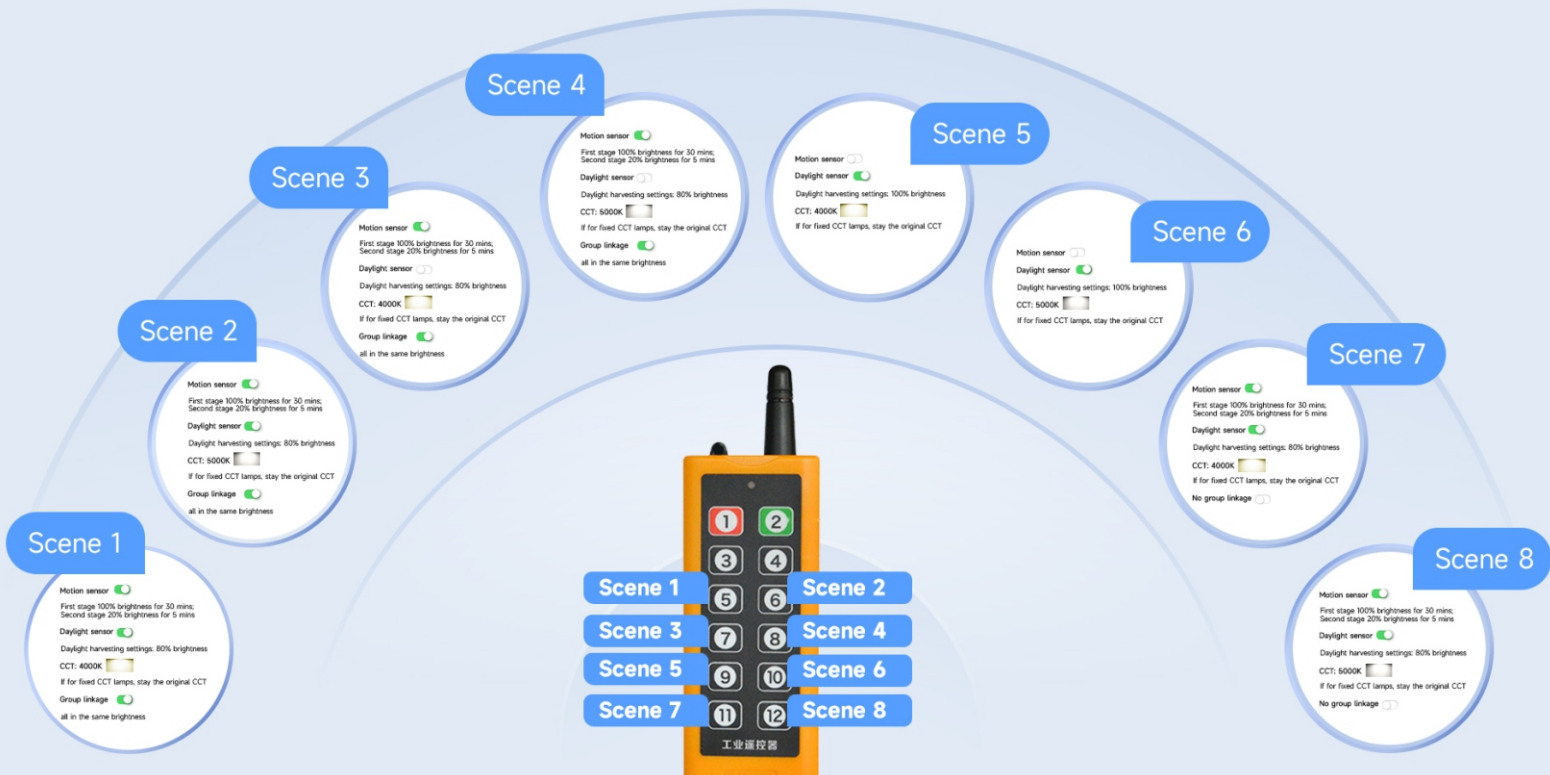 Scene 1
Motion sensor
First stage 100% brightness for 30 mins;
Second stage 20% brightness for 5 mins
Daylight sensor
Daylight harvesting settings: 80% brightness
CCT: 4000K
If for fixed CCT lamps, stay the original CCT
Group linkage
all in the same brightness
Scene 2
Motion sensor
First stage 100% brightness for 30 mins;
Second stage 20% brightness for 5 mins
Daylight sensor
Daylight harvesting settings: 80% brightness
CCT: 5000K
If for fixed CCT lamps, stay the original CCT
Group linkage
all in the same brightness
Scene 3
Motion sensor
First stage 100% brightness for 30 mins;
Second stage 20% brightness for 5 mins
Daylight sensor
Daylight harvesting settings: 80% brightness
CCT: 4000K
If for fixed CCT lamps, stay the original CCT
Group linkage
all in the same brightness
Scene 4
Motion sensor
First stage 100% brightness for 30 mins;
Second stage 20% brightness for 5 mins
Daylight sensor
Daylight harvesting settings: 80% brightness
CCT: 5000K
If for fixed CCT lamps, stay the original CCT
Group linkage
all in the same brightness
Scene 5
Motion sensor
Daylight sensor
Daylight harvesting settings: 100% brightness
CCT: 4000K
If for fixed CCT lamps, stay the original CCT
Scene 6
Motion sensor
Daylight sensor
Daylight harvesting settings: 100% brightness
CCT: 5000K
If for fixed CCT lamps, stay the original CCT
Scene 7
Motion sensor
First stage 100% brightness for 30 mins;
Second stage 20% brightness for 5 mins
Daylight sensor
Daylight harvesting settings: 80% brightness
CCT: 4000K
If for fixed CCT lamps, stay the original CCT
No group linkage
Scene 8
Motion sensor
First stage 100% brightness for 30 mins;
Second stage 20% brightness for 5 mins
Daylight sensor
Daylight harvesting settings: 80% brightness
CCT: 5000K
If for fixed CCT lamps, stay the original CCT
No group linkage
1 2
3 4
Scene 1 5 6 Scene 2
Scene 3 7 8 Scene 4
Scene 5 9 10 Scene 6
Scene 7 11 12 Scene 8
工业遥控器